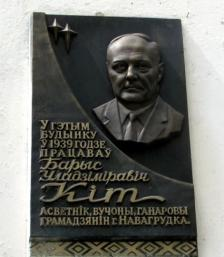 У ГЭТЫМ
БУДЫНКУ
Ў 1939 ГОДЗЕ
ПРАЦАВАЎ
Барыс
Уладзіміравіч
Кіт
АСВЕТНІК, ВУЧОНЫ, ГАНАРОВЫ
ГРАМАДЗЯНІН г. НАВАГРУДКА.